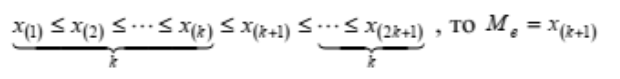 x₍₁₎ ≤ x₍₂₎ ≤ ⋯ ≤ x₍ₖ₎ ≤ x₍ₖ₊₁₎ ≤ ⋯ ≤ x₍₂ₖ₊₁₎ , то Mₑ = x₍ₖ₊₁₎
k k